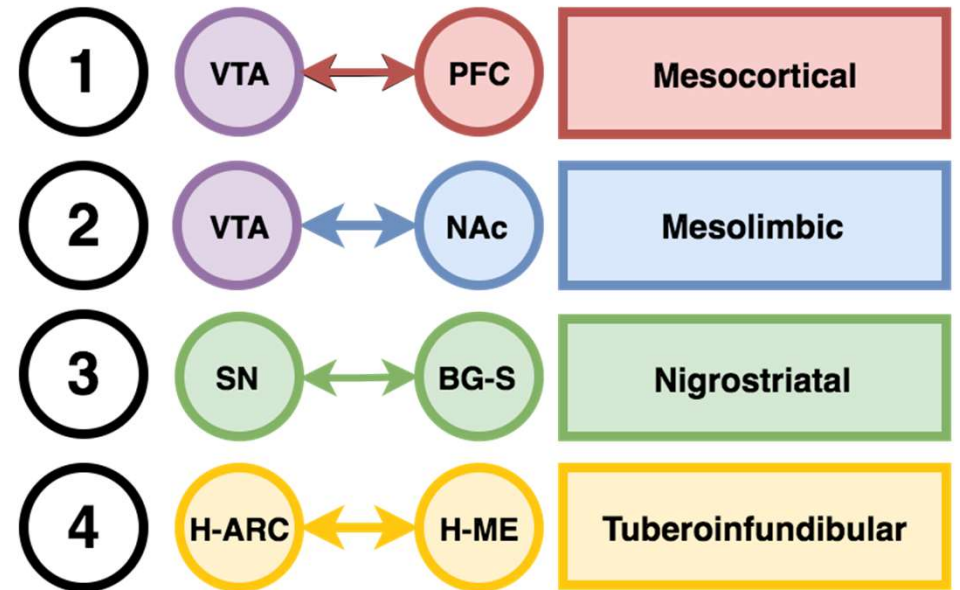 1 VTA PFC Mesocortical
2 VTA NAc Mesolimbic
3 SN BG-S Nigrostriatal
4 H-ARC H-ME Tuberoinfundibular